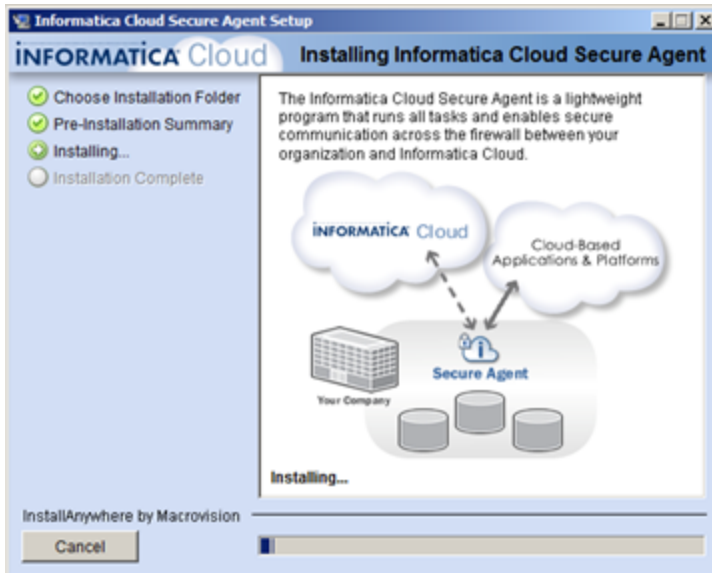 Informatica Cloud Secure Agent Setup
INFORMATICA Cloud
Installing Informatica Cloud Secure Agent
Choose Installation Folder
Pre-Installation Summary
Installing...
Installation Complete
The Informatica Cloud Secure Agent is a lightweight
program that runs all tasks and enables secure
communication across the firewall between your
organization and Informatica Cloud.
INFORMATICA Cloud
Cloud-Based
Applications & Platforms
Secure Agent
Your Company
Installing...
InstallAnywhere by Macrovision
Cancel